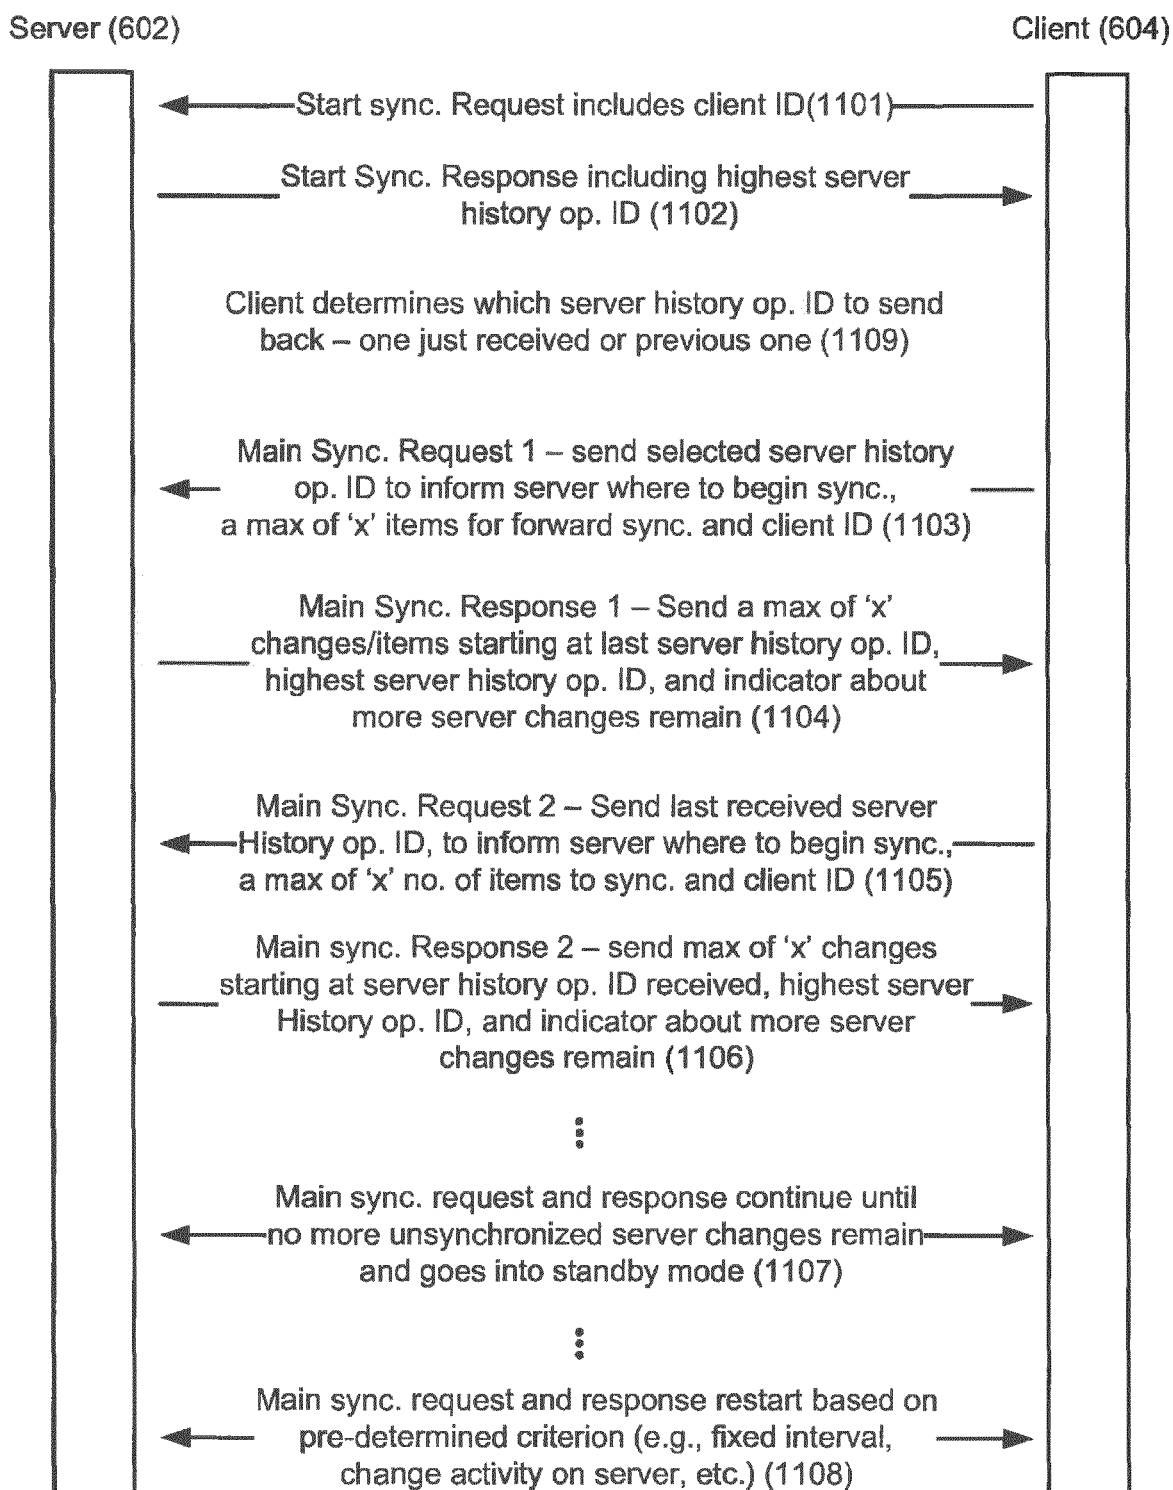 Server (602)
Client (604)
Start sync. Request includes client ID(1101)
Start Sync. Response including highest server
history op. ID (1102)
Client determines which server history op. ID to send
back – one just received or previous one (1109)
Main Sync. Request 1 – send selected server history
op. ID to inform server where to begin sync.,
a max of ‘x’ items for forward sync. and client ID (1103)
Main Sync. Response 1 – Send a max of ‘x’
changes/items starting at last server history op. ID,
highest server history op. ID, and indicator about
more server changes remain (1104)
Main Sync. Request 2 – Send last received server
History op. ID, to inform server where to begin sync.,
a max of ‘x’ no. of items to sync. and client ID (1105)
Main sync. Response 2 – send max of ‘x’ changes
starting at server history op. ID received, highest server
History op. ID, and indicator about more server
changes remain (1106)
Main sync. request and response continue until
no more unsynchronized server changes remain
and goes into standby mode (1107)
Main sync. request and response restart based on
pre-determined criterion (e.g., fixed interval,
change activity on server, etc.) (1108)